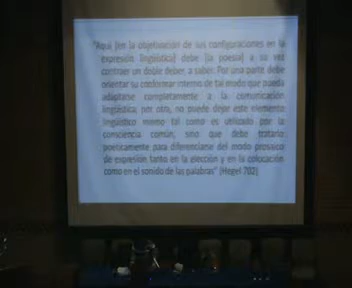 "Aquí [en la objetivación de sus configuraciones en la
expresión lingüística] debe [la poesía] a su vez
contraer un doble deber, a saber. Por una parte debe
orientar su conformar interno de tal modo que pueda
adaptarse completamente a la comunicación
lingüística; por otro, no puede dejar este elemento
lingüístico mismo tal como es utilizado por la
consciencia común, sino que debe tratarlo
poéticamente para diferenciarse del modo prosaico
de expresión tanto en la elección y en la colocación
como en el sonido de las palabras" (Hegel 702)